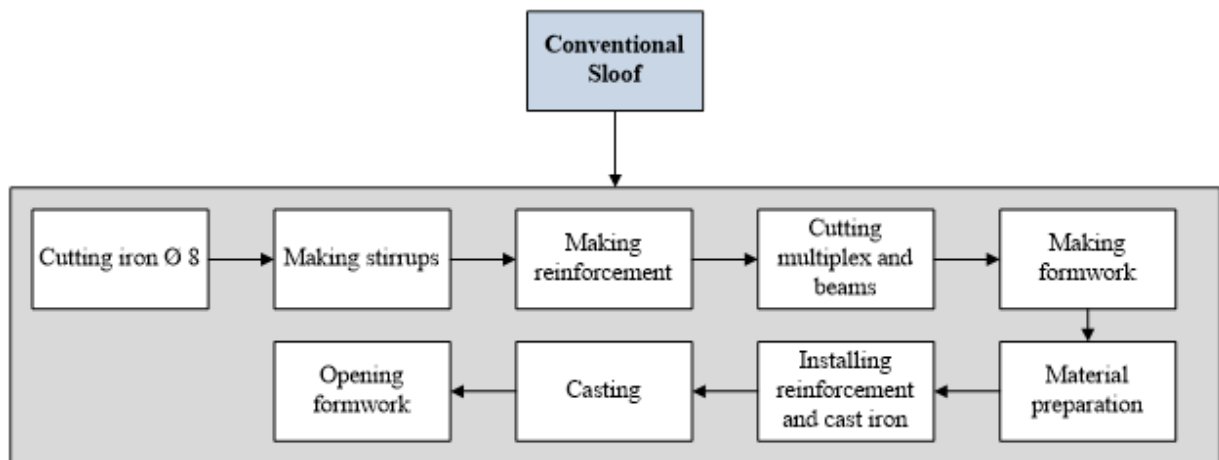 Conventional
Sloof
Cutting iron Ø 8
Making stirrups
Making
reinforcement
Cutting
multiplex and
beams
Making
formwork
Material
preparation
Installing
reinforcement
and cast iron
Casting
Opening
formwork